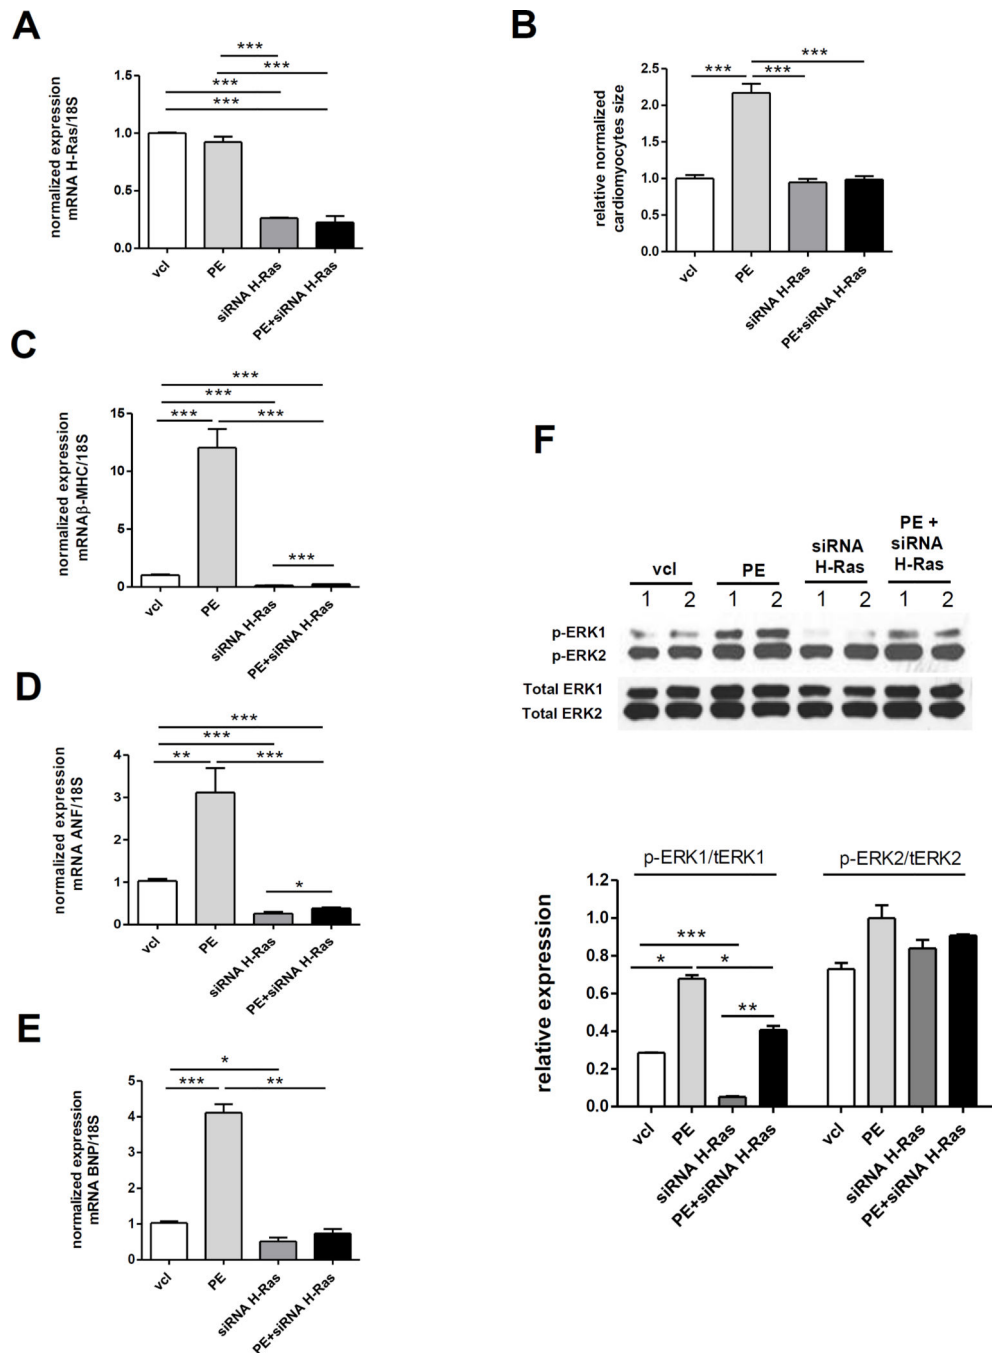 A
***
***
***
***
normalized expression
mRNA H-Ras/18S
1.5
1.0
0.5
0.0
vcl
PE
siRNA H-Ras
PE+siRNA H-Ras
B
***
*** ***
relative normalized
cardiomyocytes size
2.5
2.0
1.5
1.0
0.5
0.0
vcl
PE
siRNA H-Ras
PE+siRNA H-Ras
C
***
***
*** ***
***
normalized expression
mRNAβ-MHC/18S
15
10
5
0
vcl
PE
siRNA H-Ras
PE+siRNA H-Ras
D
***
***
** ***
*
normalized expression
mRNA ANF/18S
4
3
2
1
0
vcl
PE
siRNA H-Ras
PE+siRNA H-Ras
E
*
*** **
normalized expression
mRNA BNP/18S
5
4
3
2
1
0
vcl
PE
siRNA H-Ras
PE+siRNA H-Ras
F
vcl
PE
siRNA
H-Ras
PE +
siRNA
H-Ras
1 2 1 2 1 2 1 2
p-ERK1
p-ERK2
Total ERK1
Total ERK2
p-ERK1/tERK1 p-ERK2/tERK2
***
* *
**
relative expression
1.2
1.0
0.8
0.6
0.4
0.2
0.0
vcl
PE
siRNA H-Ras
PE+siRNA H-Ras
vcl
PE
siRNA H-Ras
PE+siRNA H-Ras